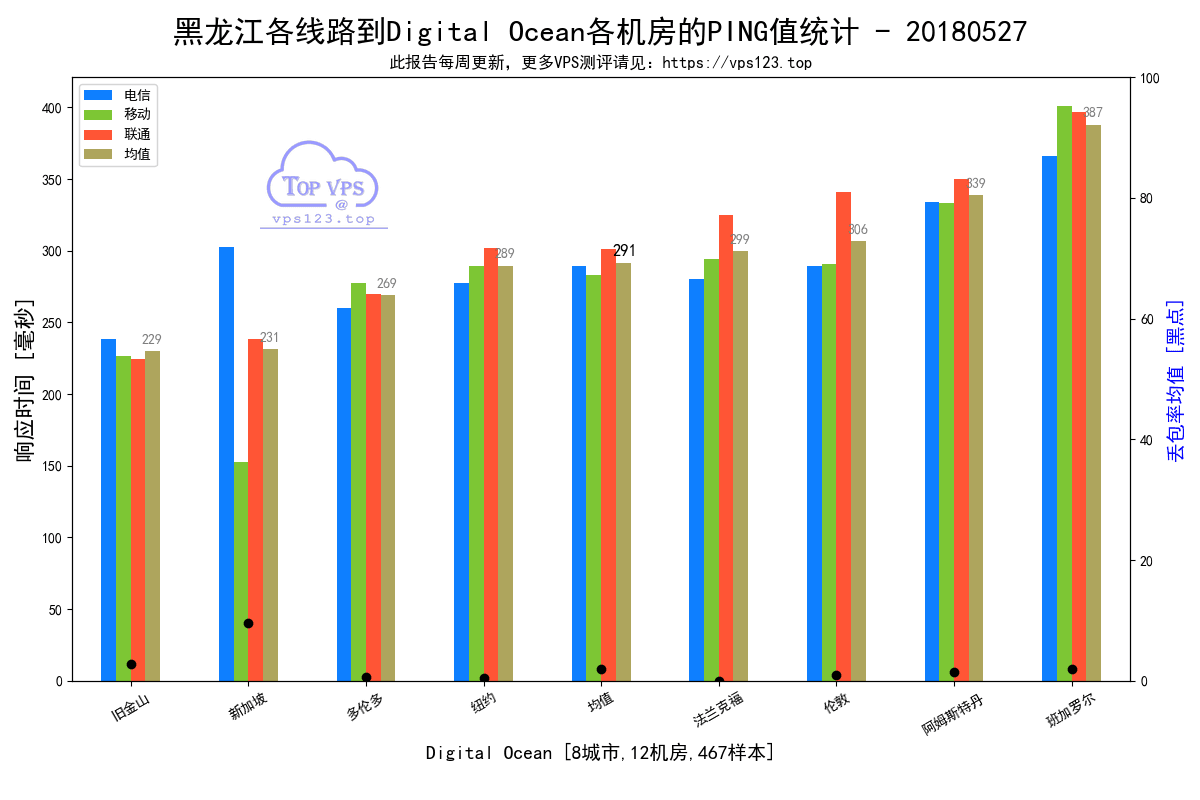 黑龙江各线路到Digital Ocean各机房的PING值统计 - 20180527
此报告每周更新，更多VPS测评请见：https://vps123.top
电信
移动
联通
均值
TOP VPS
@
vps123.top
响应时间 [毫秒]
400
350
300
250
200
150
100
50
0
229
231
269
289
291
299
306
339
387
100
80
60
40
20
0
丢包率均值 [黑点]
旧金山
新加坡
多伦多
纽约
均值
法兰克福
伦敦
阿姆斯特丹
班加罗尔
Digital Ocean [8城市,12机房,467样本]